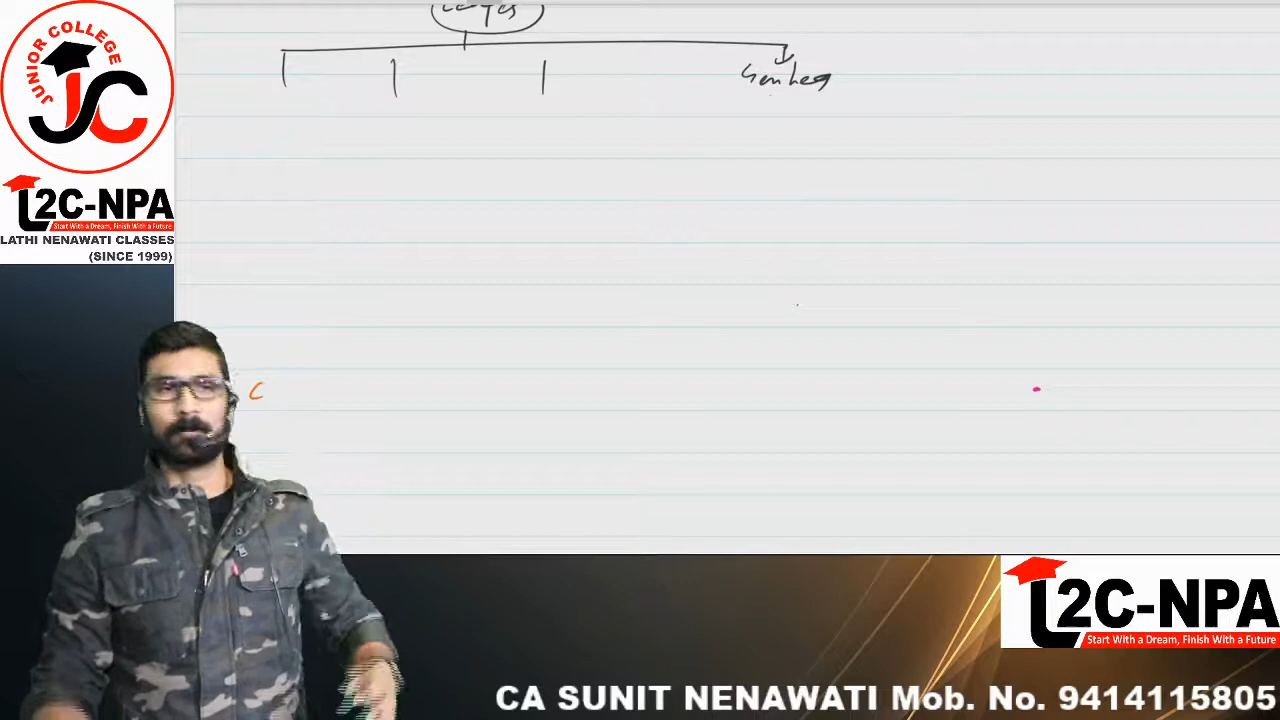 JUNIOR COLLEGE
JC
L2C-NPA
Start With a Dream, Finish With a Future
LATHI NENAWATI CLASSES
(SINCE 1999)
C
L2C-NPA
Start With a Dream, Finish With a Future
CA SUNIT NENAWATI Mob. No. 9414115805